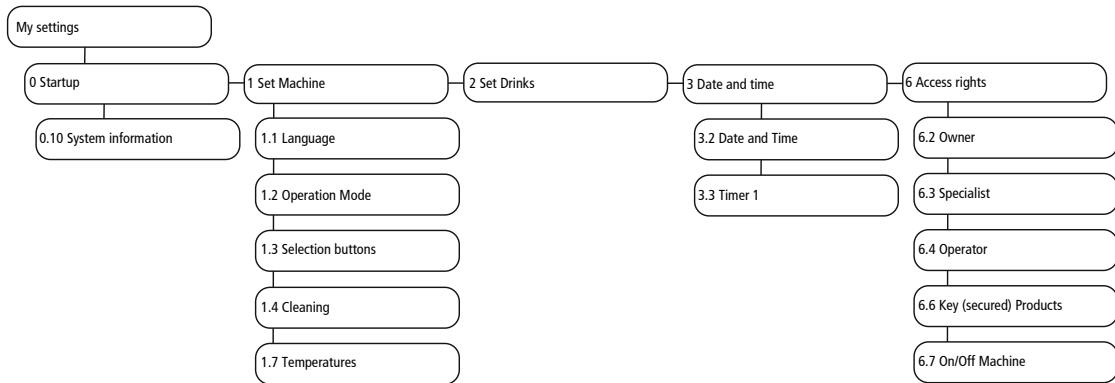 My settings
0 Startup
0.10 System information
1 Set Machine
1.1 Language
1.2 Operation Mode
1.3 Selection buttons
1.4 Cleaning
1.7 Temperatures
2 Set Drinks
3 Date and time
3.2 Date and Time
3.3 Timer 1
6 Access rights
6.2 Owner
6.3 Specialist
6.4 Operator
6.6 Key (secured) Products
6.7 On/Off Machine